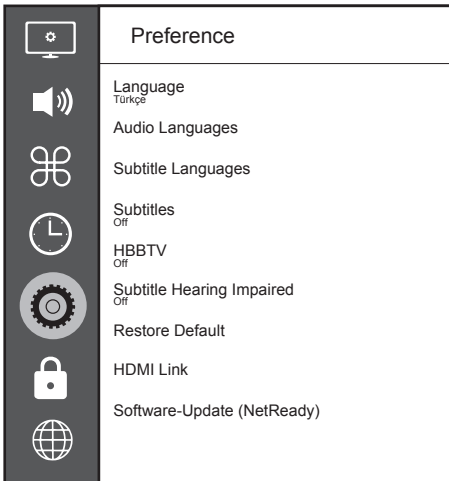 Preference
Language
Türkçe
Audio Languages
Subtitle Languages
Subtitles
Off
HBBTV
Off
Subtitle Hearing Impaired
Off
Restore Default
HDMI Link
Software-Update (NetReady)